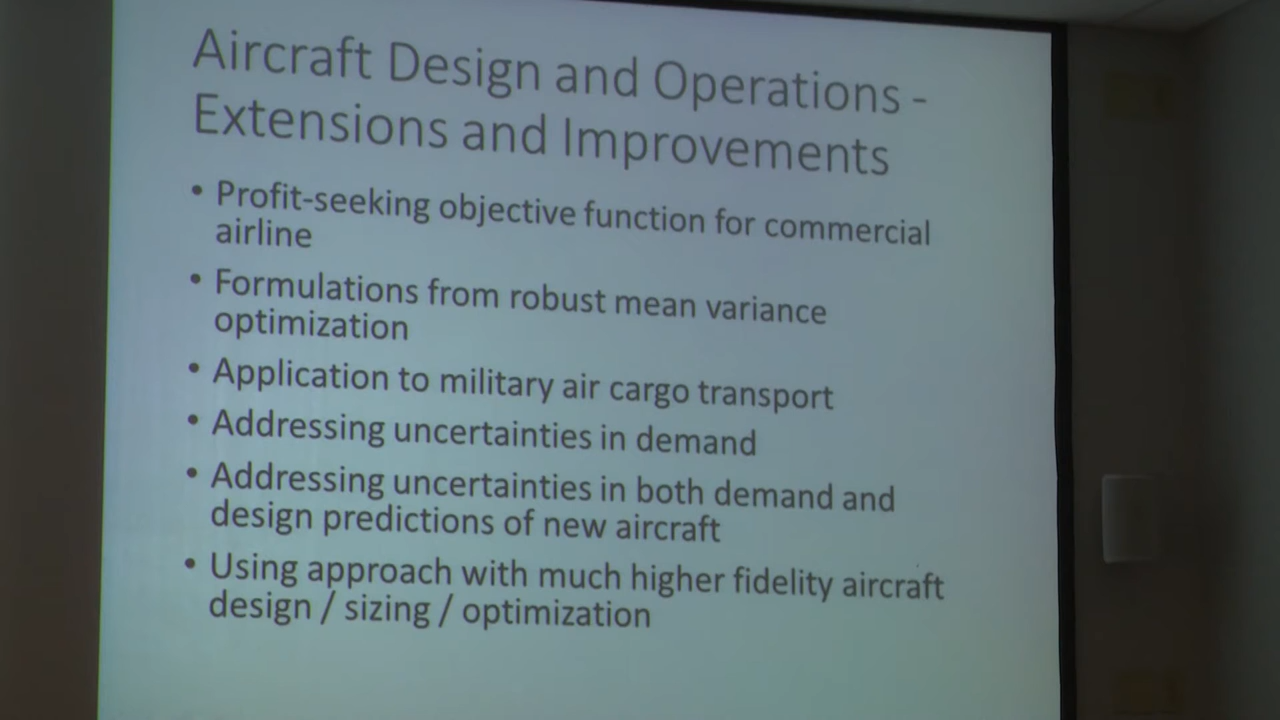 Aircraft Design and Operations -
Extensions and Improvements
• Profit-seeking objective function for commercial
airline
• Formulations from robust mean variance
optimization
• Application to military air cargo transport
• Addressing uncertainties in demand
• Addressing uncertainties in both demand and
design predictions of new aircraft
• Using approach with much higher fidelity aircraft
design / sizing / optimization